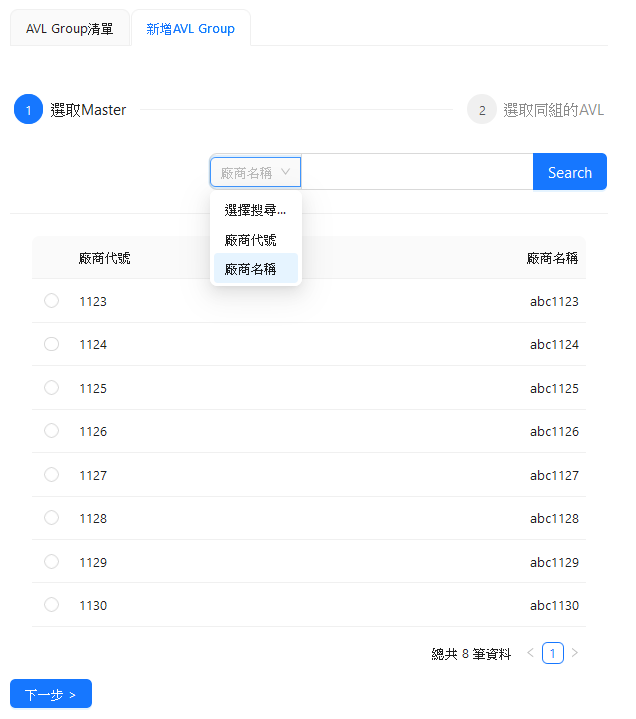 AVL Group清單 新增AVL Group
1 選取Master 2 選取同組的AVL
廠商名稱 Search
選擇搜尋...
廠商代號
廠商名稱
廠商代號 廠商名稱
1123 abc1123
1124 abc1124
1125 abc1125
1126 abc1126
1127 abc1127
1128 abc1128
1129 abc1129
1130 abc1130
總共 8 筆資料 < 1 >
下一步 >